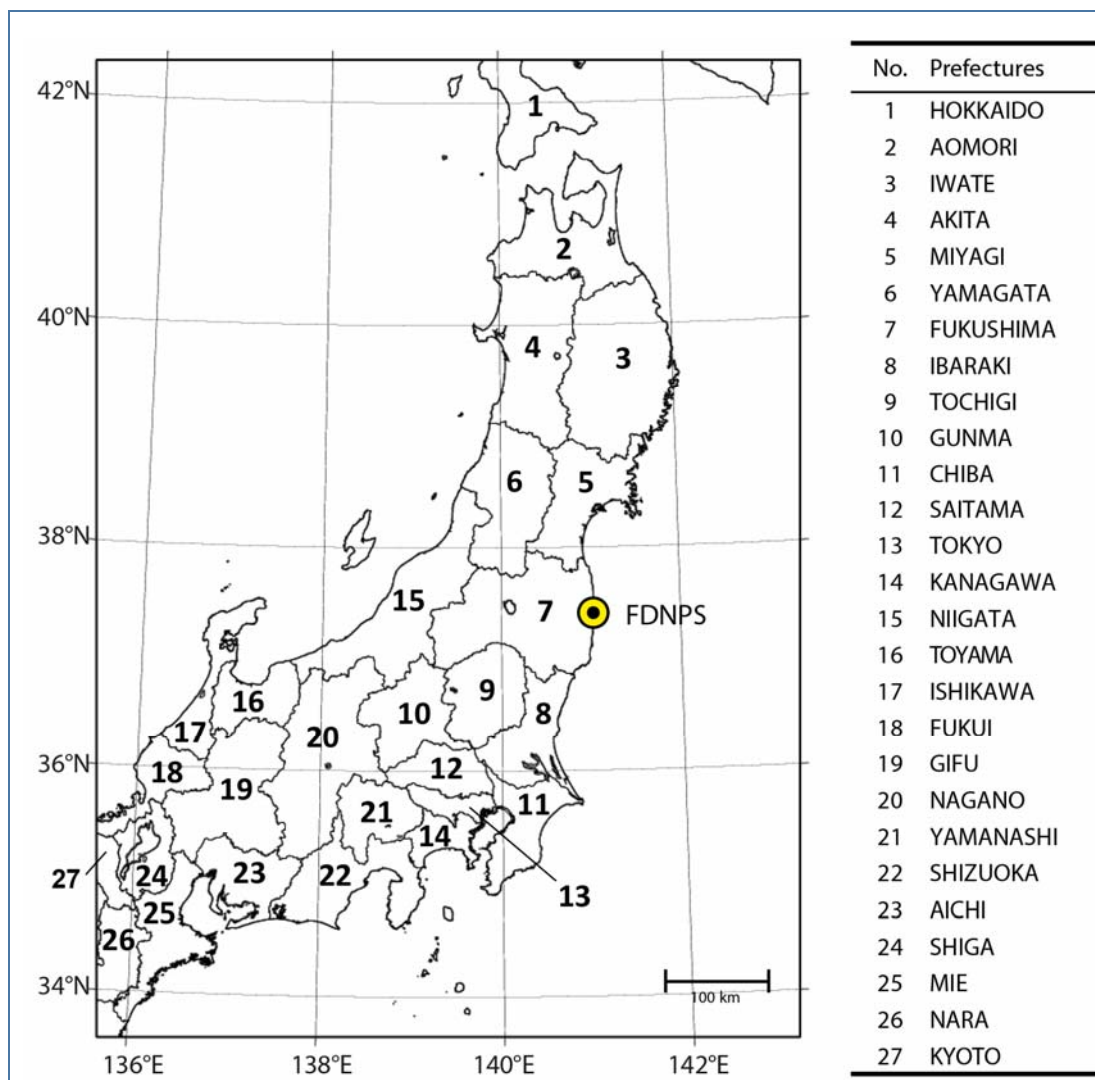 42°N
40°N
38°N
36°N
34°N
136°E 138°E 140°E 142°E
1
2
4
3
6
5
15
7
FDNPS
9
16
10
8
17
20
18
12
19
21
11
14
27
24
23
22
13
25
26
100 km
No. Prefectures
1 HOKKAIDO
2 AOMORI
3 IWATE
4 AKITA
5 MIYAGI
6 YAMAGATA
7 FUKUSHIMA
8 IBARAKI
9 TOCHIGI
10 GUNMA
11 CHIBA
12 SAITAMA
13 TOKYO
14 KANAGAWA
15 NIIGATA
16 TOYAMA
17 ISHIKAWA
18 FUKUI
19 GIFU
20 NAGANO
21 YAMANASHI
22 SHIZUOKA
23 AICHI
24 SHIGA
25 MIE
26 NARA
27 KYOTO